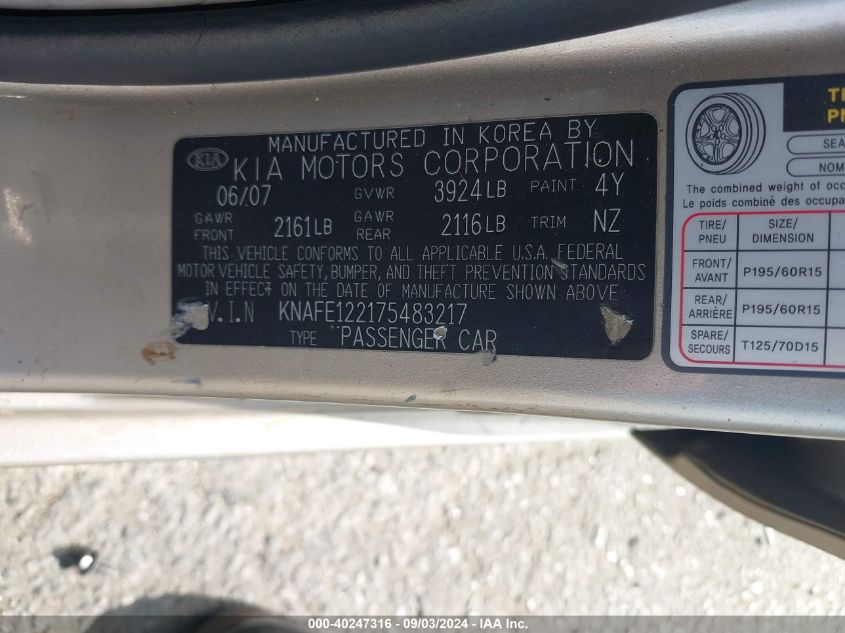 MANUFACTURED IN KOREA BY
KIA KIA MOTORS CORPORATION
06/07 GVWR 3924LB PAINT 4Y
GAWR FRONT 2161LB GAWR REAR 2116LB TRIM NZ
THIS VEHICLE CONFORMS TO ALL APPLICABLE U.S.A. FEDERAL
MOTOR VEHICLE SAFETY, BUMPER, AND THEFT PREVENTION STANDARDS
IN EFFECT ON THE DATE OF MANUFACTURE SHOWN ABOVE
V.I.N KNAFE122175483217
TYPE PASSENGER CAR
The combined weight of
Le poids combiné des
TIRE/ SIZE/
PNEU DIMENSION
FRONT/
AVANT P195/60R15
REAR/
ARRIÈRE P195/60R15
SPARE/
SECOURS T125/70D15
000-40247316 - 09/03/2024 - IAA Inc.